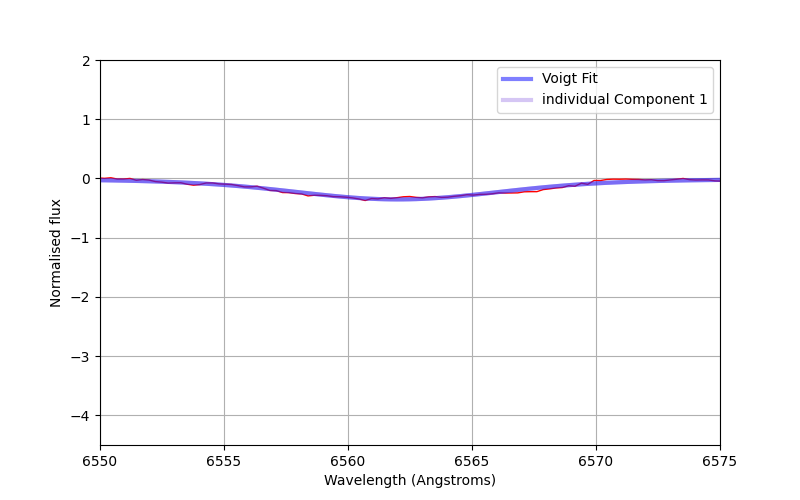 2
1
0
−1
−2
−3
−4
Normalised flux
Voigt Fit
individual Component 1
6550 6555 6560 6565 6570 6575
Wavelength (Angstroms)